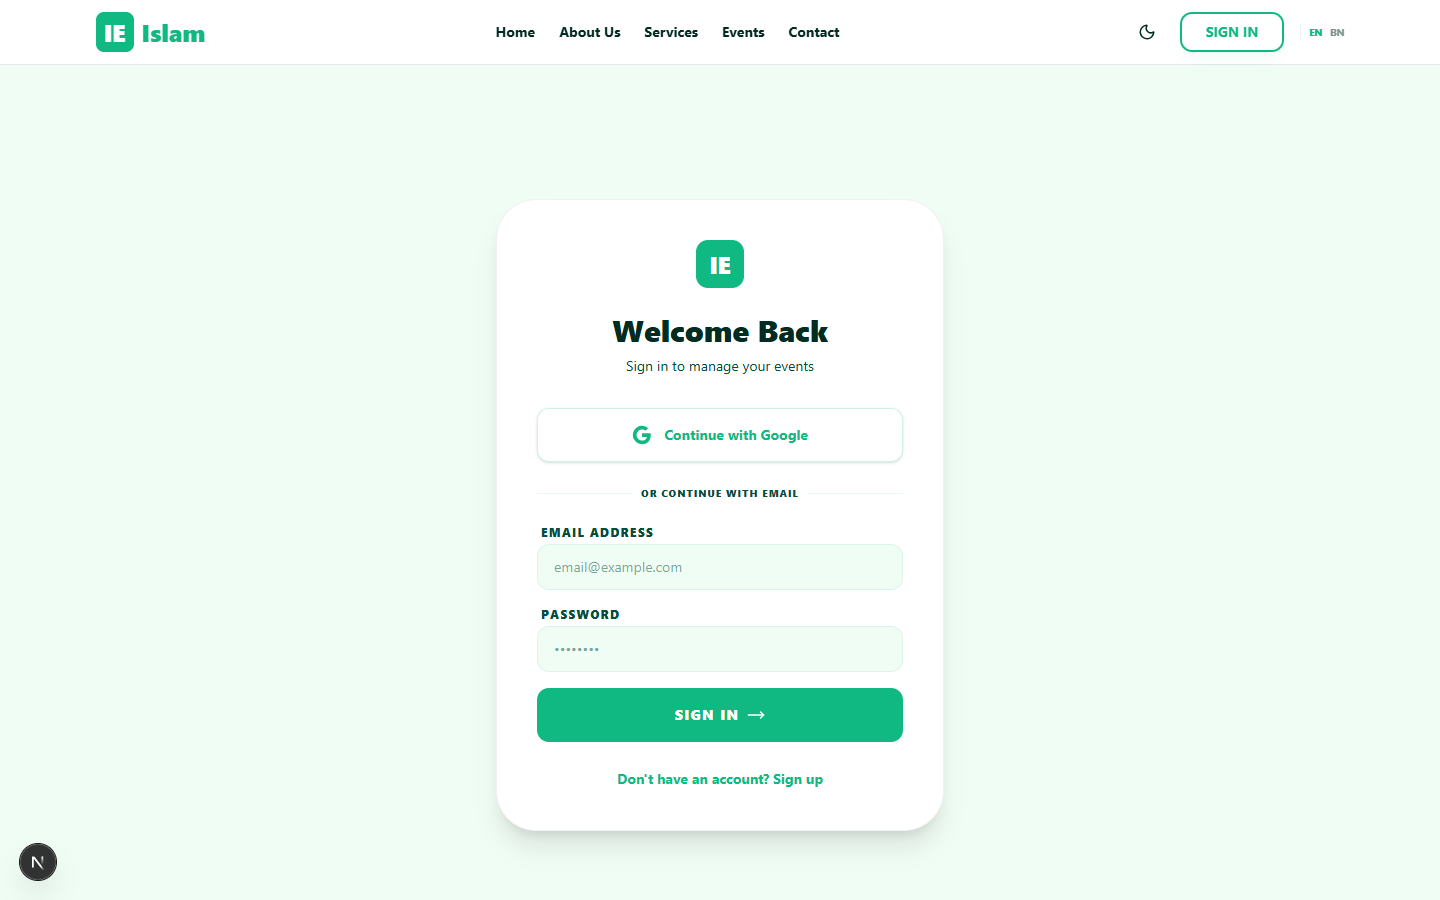 IE Islam
Home About Us Services Events Contact
SIGN IN
EN BN
IE
Welcome Back
Sign in to manage your events
G Continue with Google
OR CONTINUE WITH EMAIL
EMAIL ADDRESS
email@example.com
PASSWORD
••••••••
SIGN IN →
Don't have an account? Sign up
N